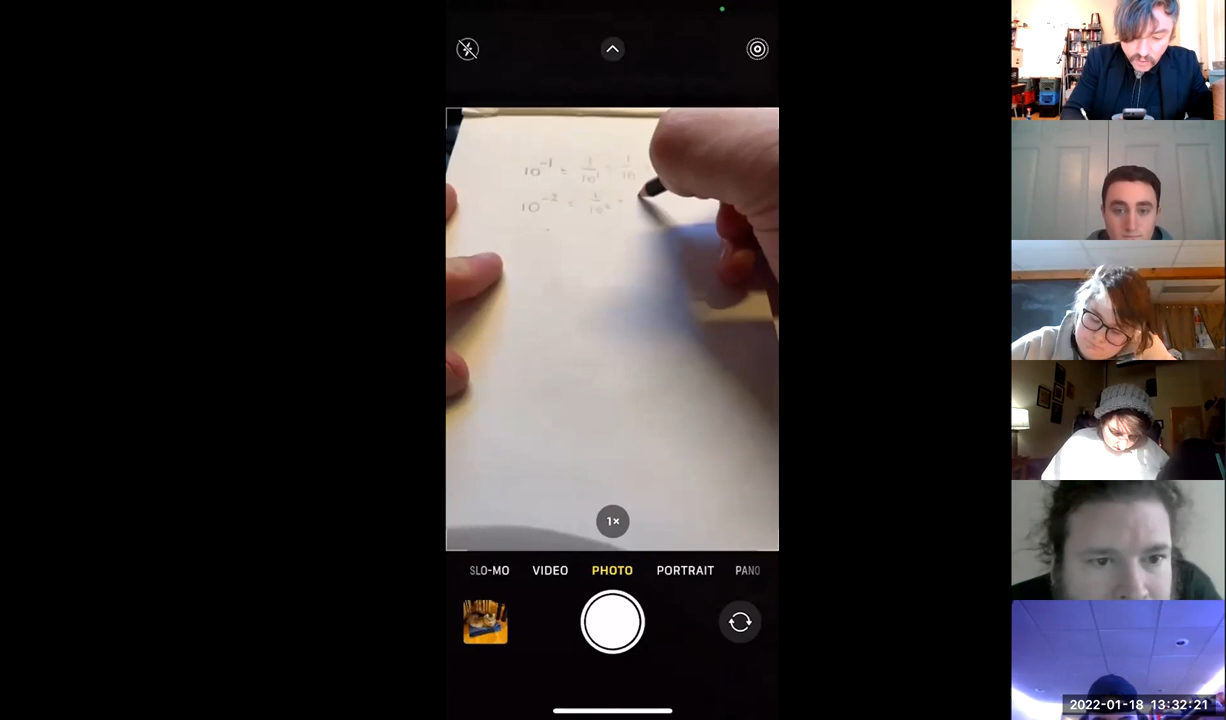 10⁻¹ = 1/10¹ = 1/10
10⁻² = 1/10² =
1×
SLO-MO VIDEO PHOTO PORTRAIT PANO
2022-01-18 13:32:21